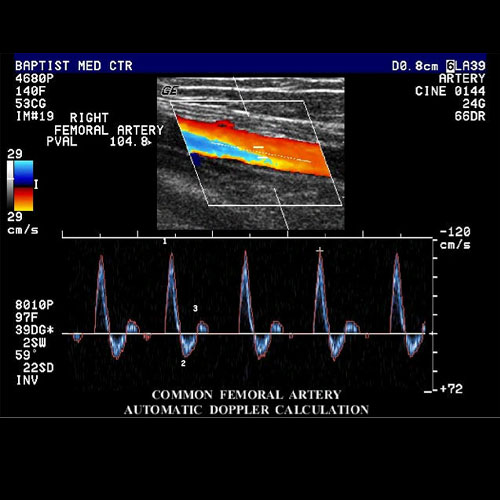 BAPTIST MED CTR
D0.8cm 6LA39
4680P
140F
53CG
IM#19
ARTERY
CINE 0144
24G
66DR
GE
RIGHT
FEMORAL ARTERY
PVAL 104.8
29
29
cm/s
I
1
2
3
-120
cm/s
+72
8010P
97F
39DG*
2SW
59°
22SD
INV
COMMON FEMORAL ARTERY
AUTOMATIC DOPPLER CALCULATION